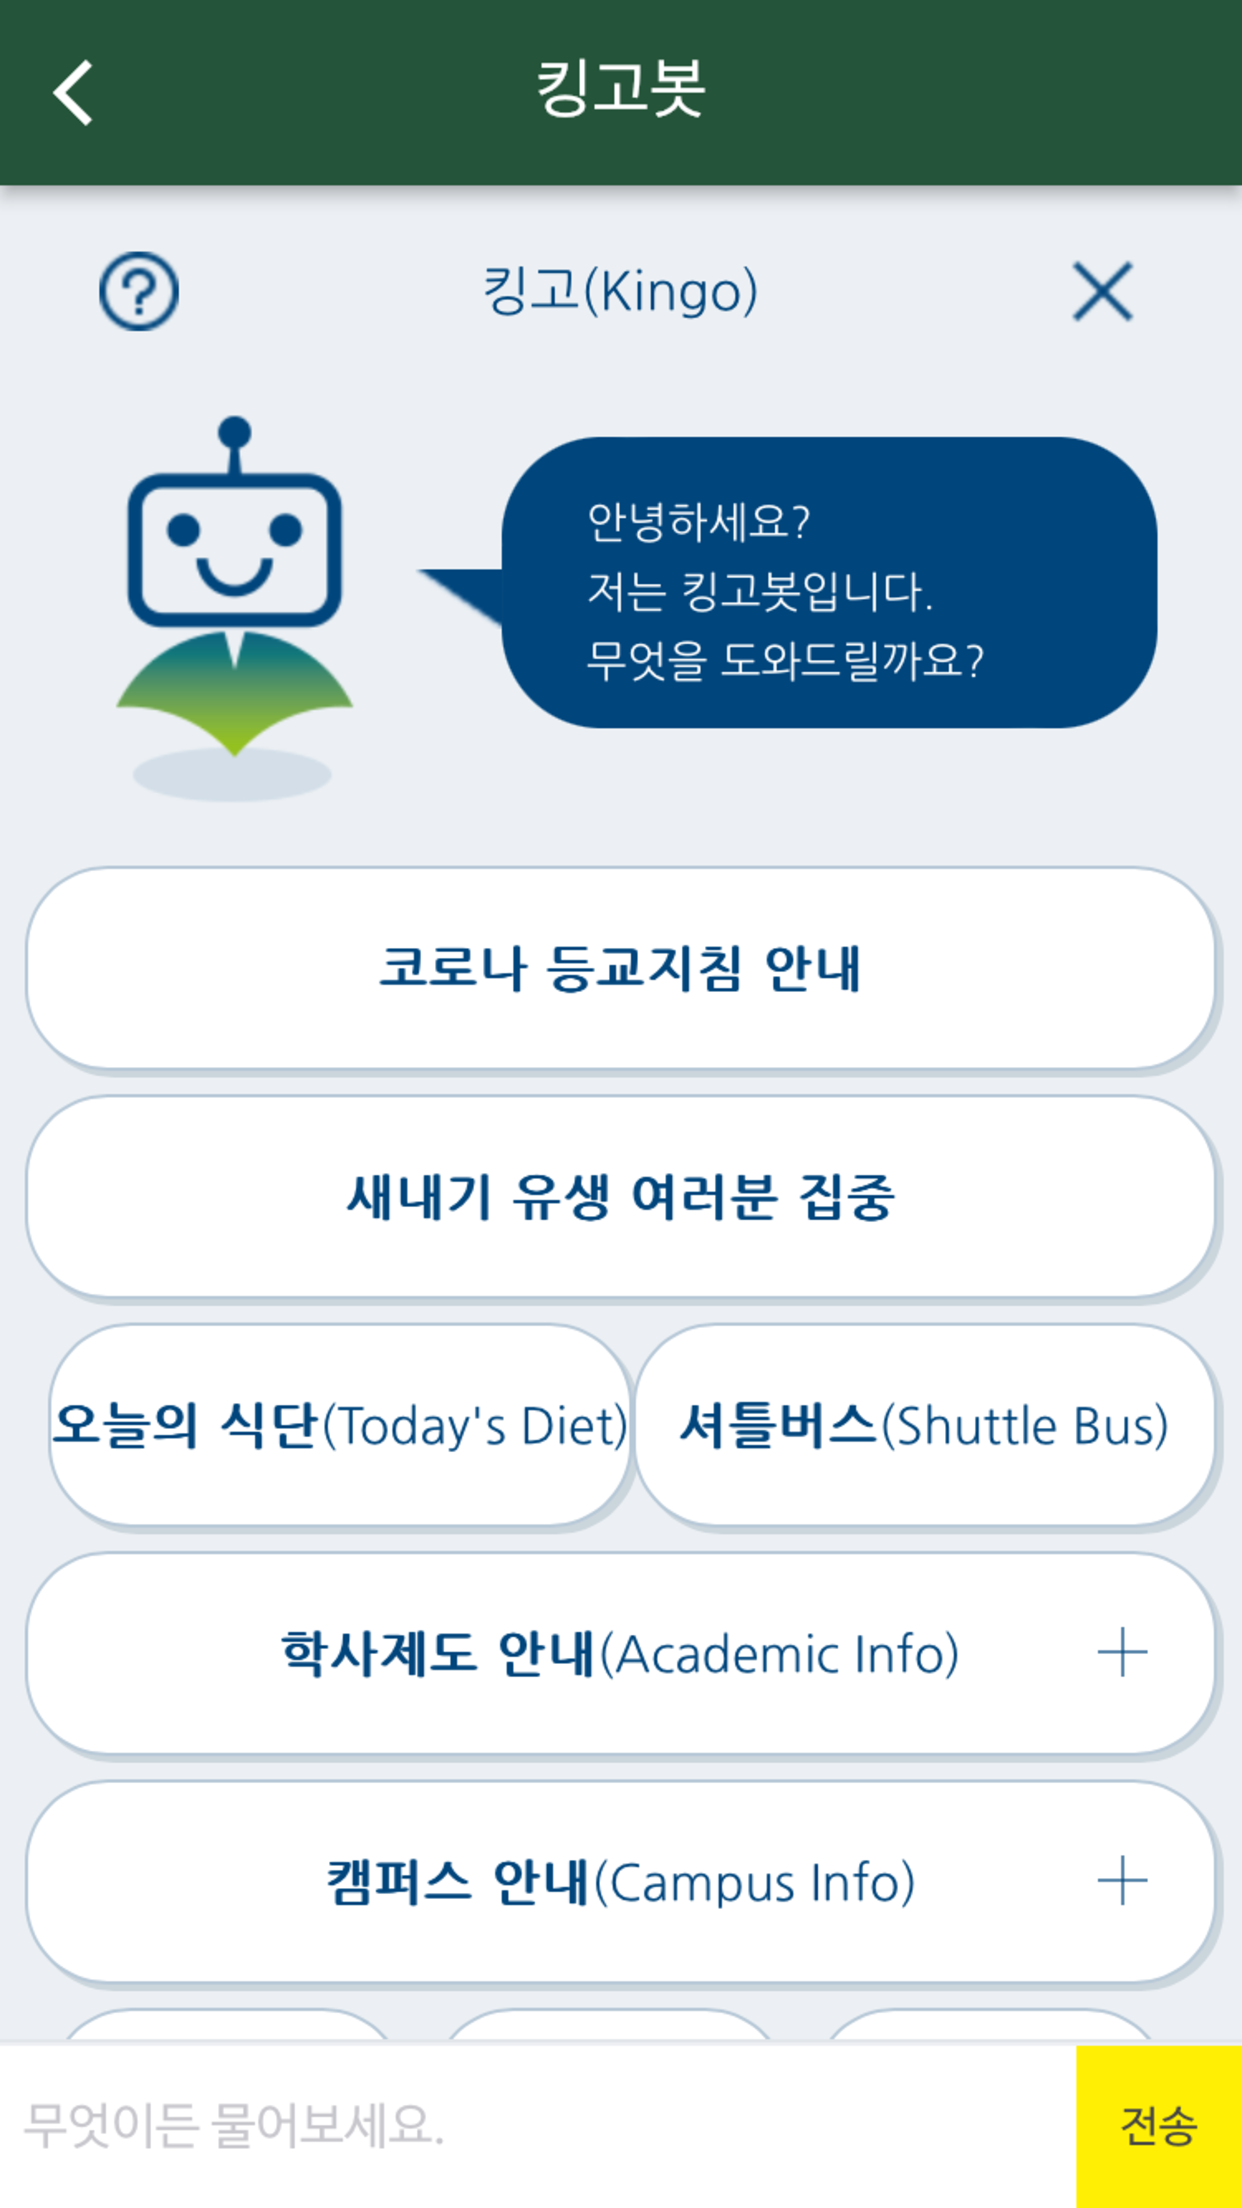 킹고봇
킹고(Kingo)
안녕하세요?
저는 킹고봇입니다.
무엇을 도와드릴까요?
코로나 등교지침 안내
새내기 유생 여러분 집중
오늘의 식단(Today's Diet) 셔틀버스(Shuttle Bus)
학사제도 안내(Academic Info)
캠퍼스 안내(Campus Info)
무엇이든 물어보세요. 전송